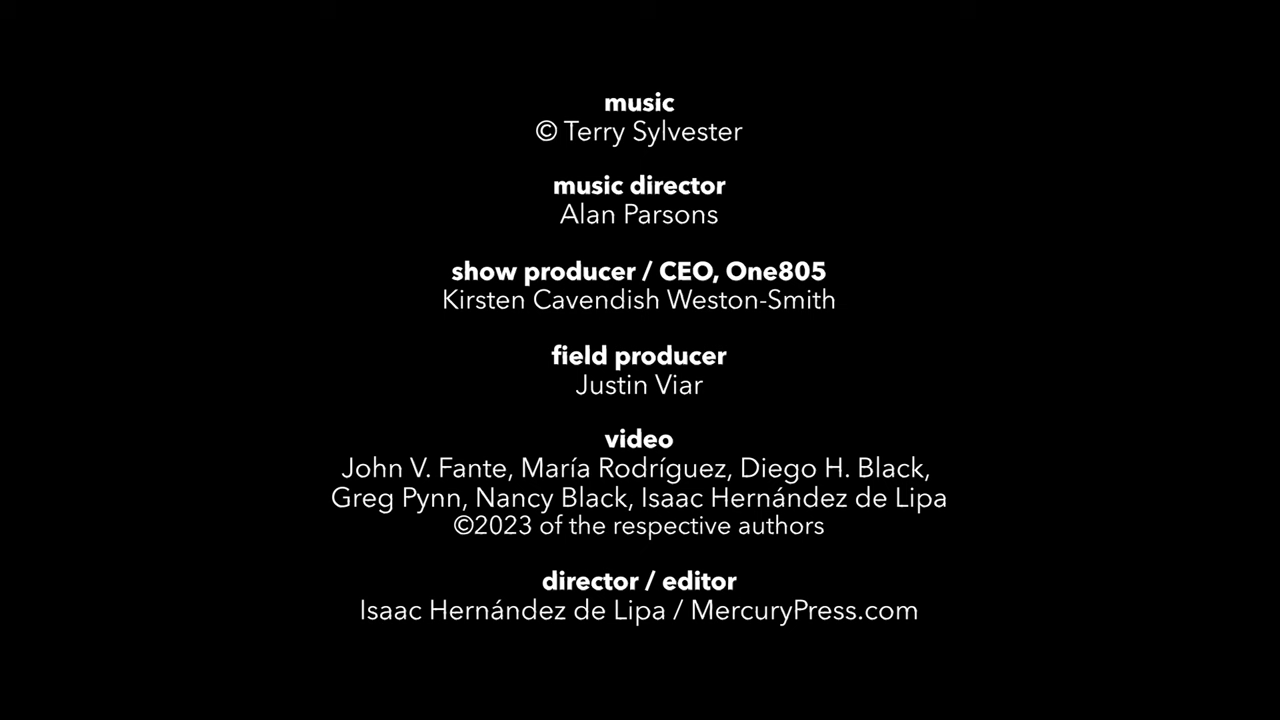 music
© Terry Sylvester
music director
Alan Parsons
show producer / CEO, One805
Kirsten Cavendish Weston-Smith
field producer
Justin Viar
video
John V. Fante, María Rodríguez, Diego H. Black,
Greg Pynn, Nancy Black, Isaac Hernández de Lipa
©2023 of the respective authors
director / editor
Isaac Hernández de Lipa / MercuryPress.com